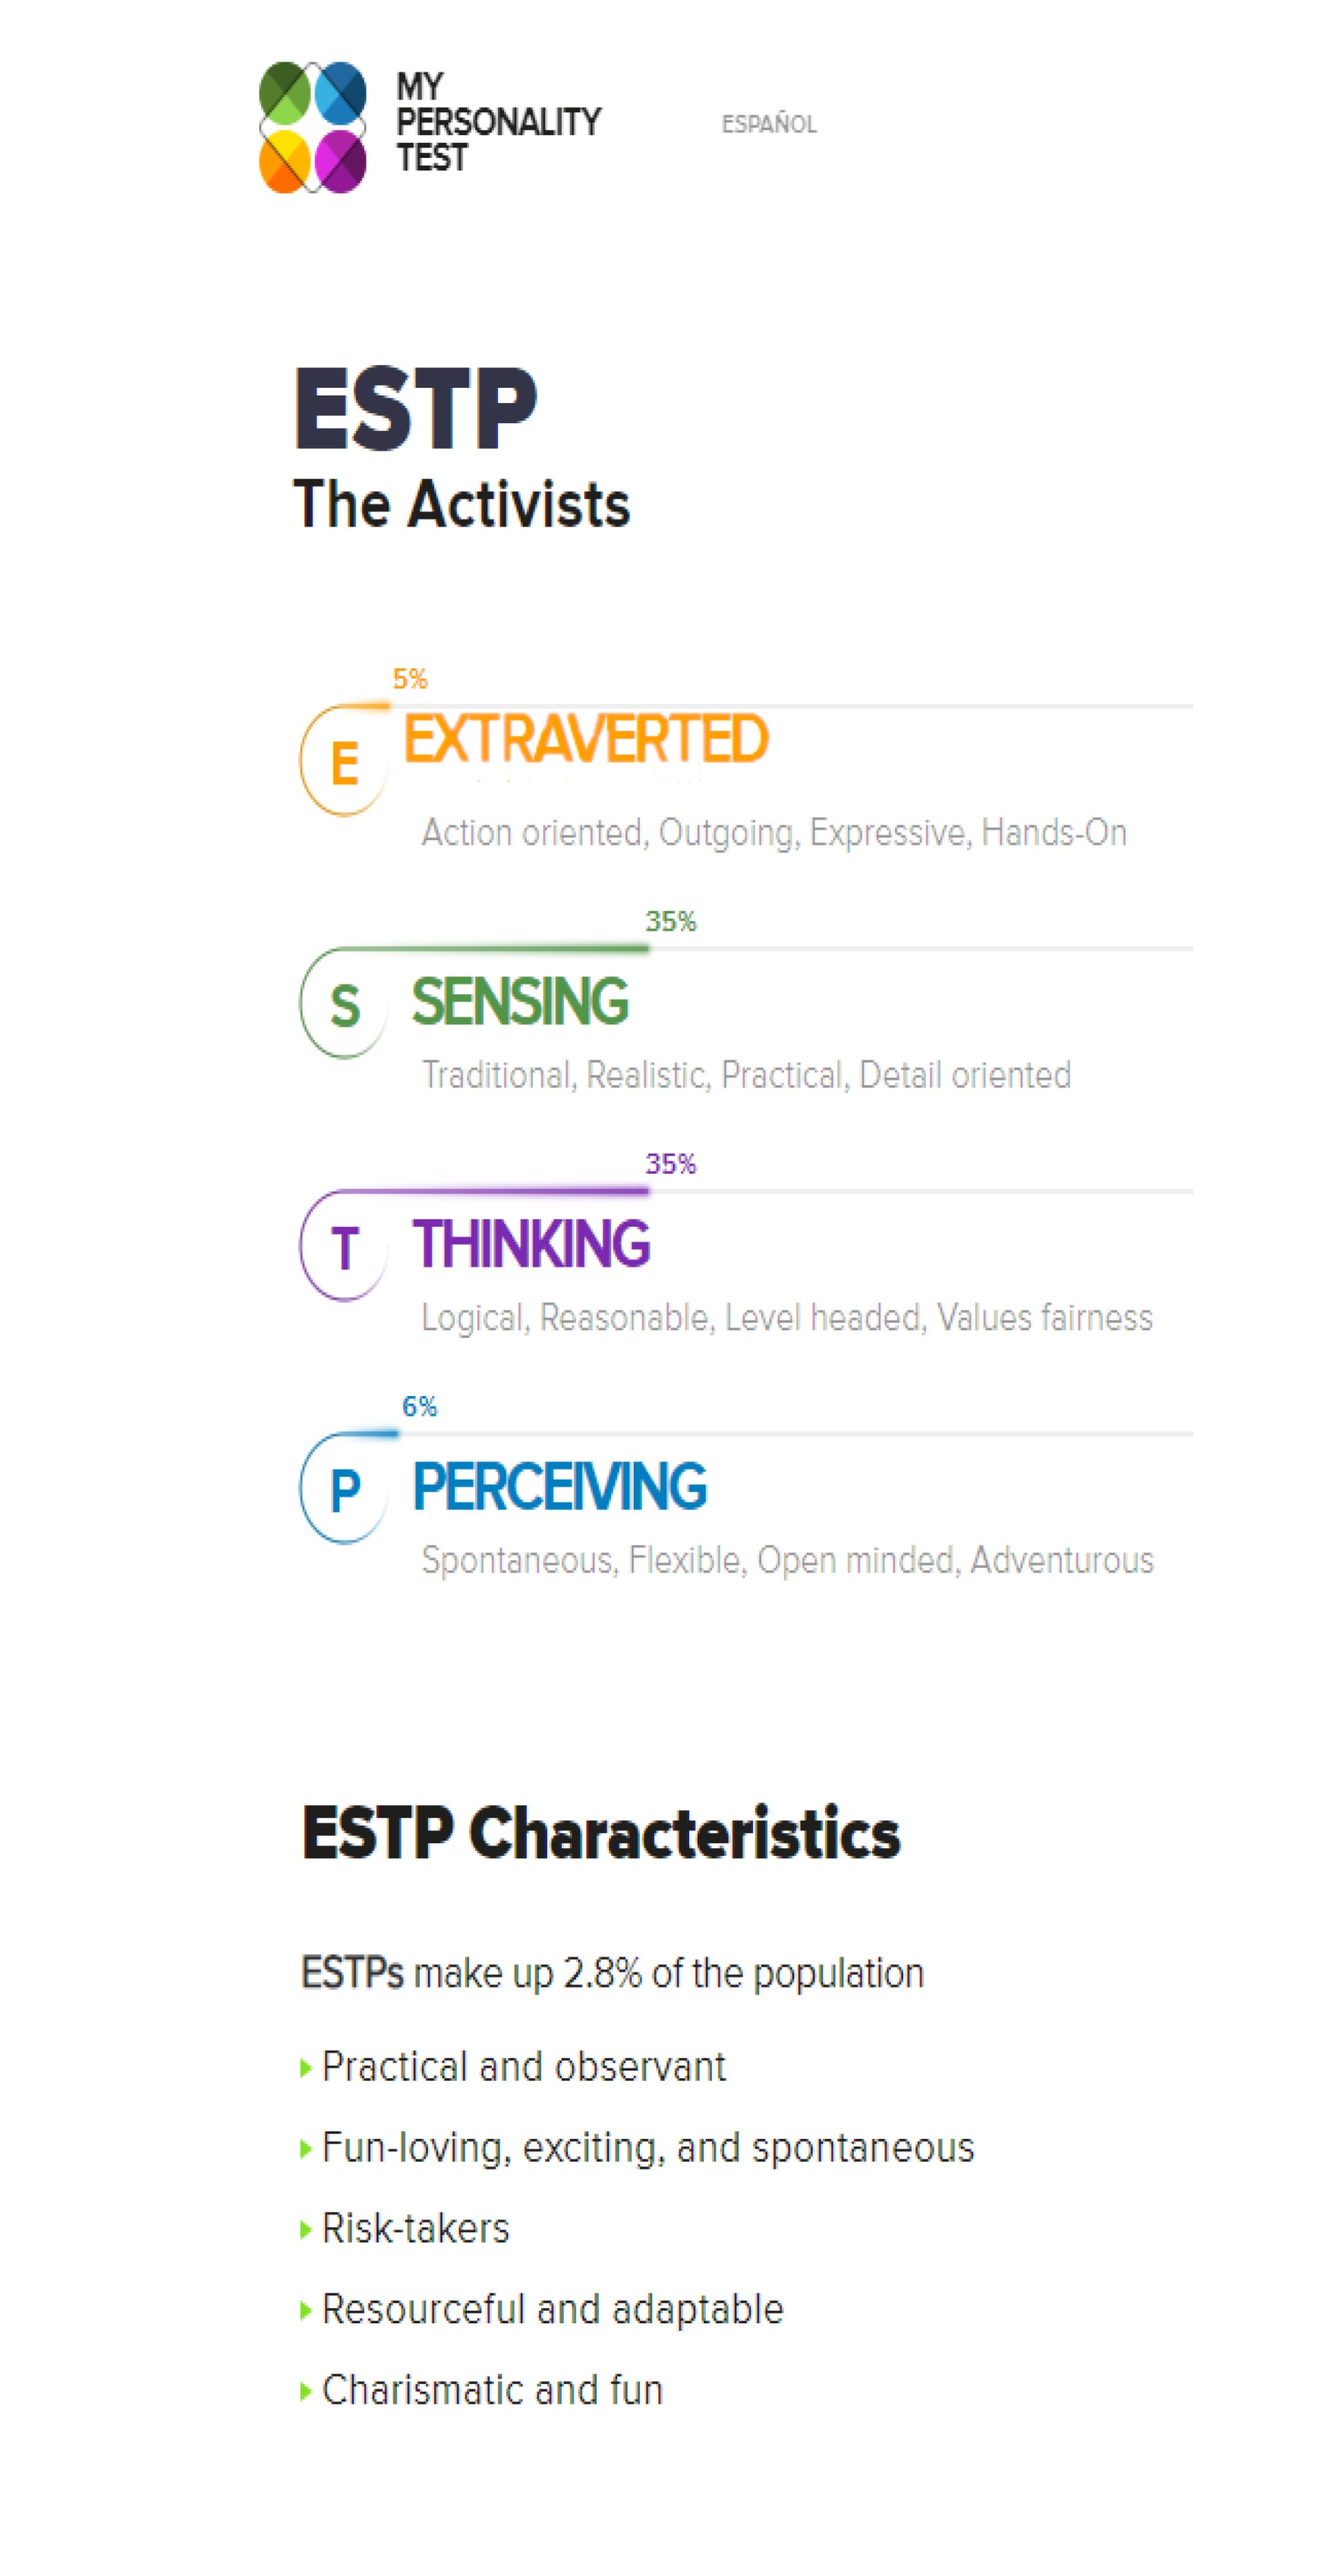 MY
PERSONALITY
TEST
ESPAÑOL
ESTP
The Activists
5%
E
EXTRAVERTED
Action oriented, Outgoing, Expressive, Hands-On
35%
S
SENSING
Traditional, Realistic, Practical, Detail oriented
35%
T
THINKING
Logical, Reasonable, Level headed, Values fairness
6%
P
PERCEIVING
Spontaneous, Flexible, Open minded, Adventurous
ESTP Characteristics
ESTPs make up 2.8% of the population
Practical and observant
Fun-loving, exciting, and spontaneous
Risk-takers
Resourceful and adaptable
Charismatic and fun